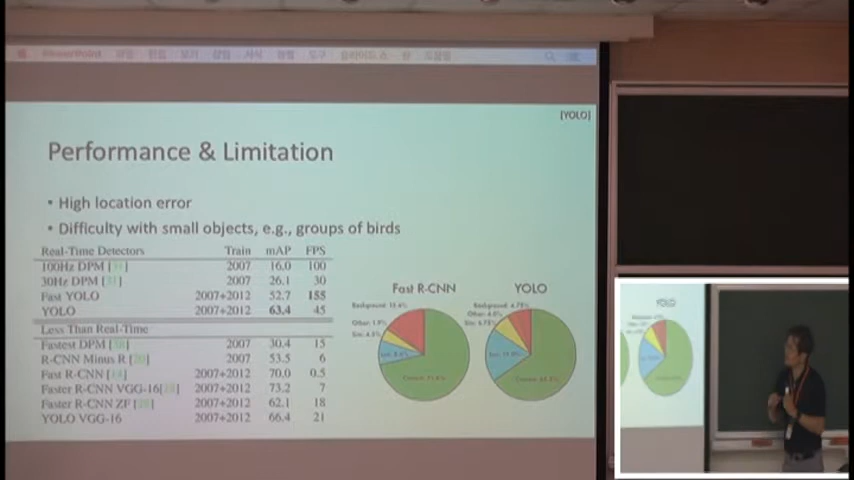 [YOLO]
Performance & Limitation
• High location error
• Difficulty with small objects, e.g., groups of birds
Real-Time Detectors Train mAP FPS
100Hz DPM 2007 16.0 100
30Hz DPM 2007 26.1 30
Fast YOLO 2007+2012 52.7 155
YOLO 2007+2012 63.4 45
Less Than Real-Time
Fastest DPM 2007 30.4 15
R-CNN Minus R 2007 53.5 6
Fast R-CNN 2007+2012 70.0 0.5
Faster R-CNN VGG-16 2007+2012 73.2 7
Faster R-CNN ZF 2007+2012 62.1 18
YOLO VGG-16 2007+2012 66.4 21
Fast R-CNN
YOLO
YOLO